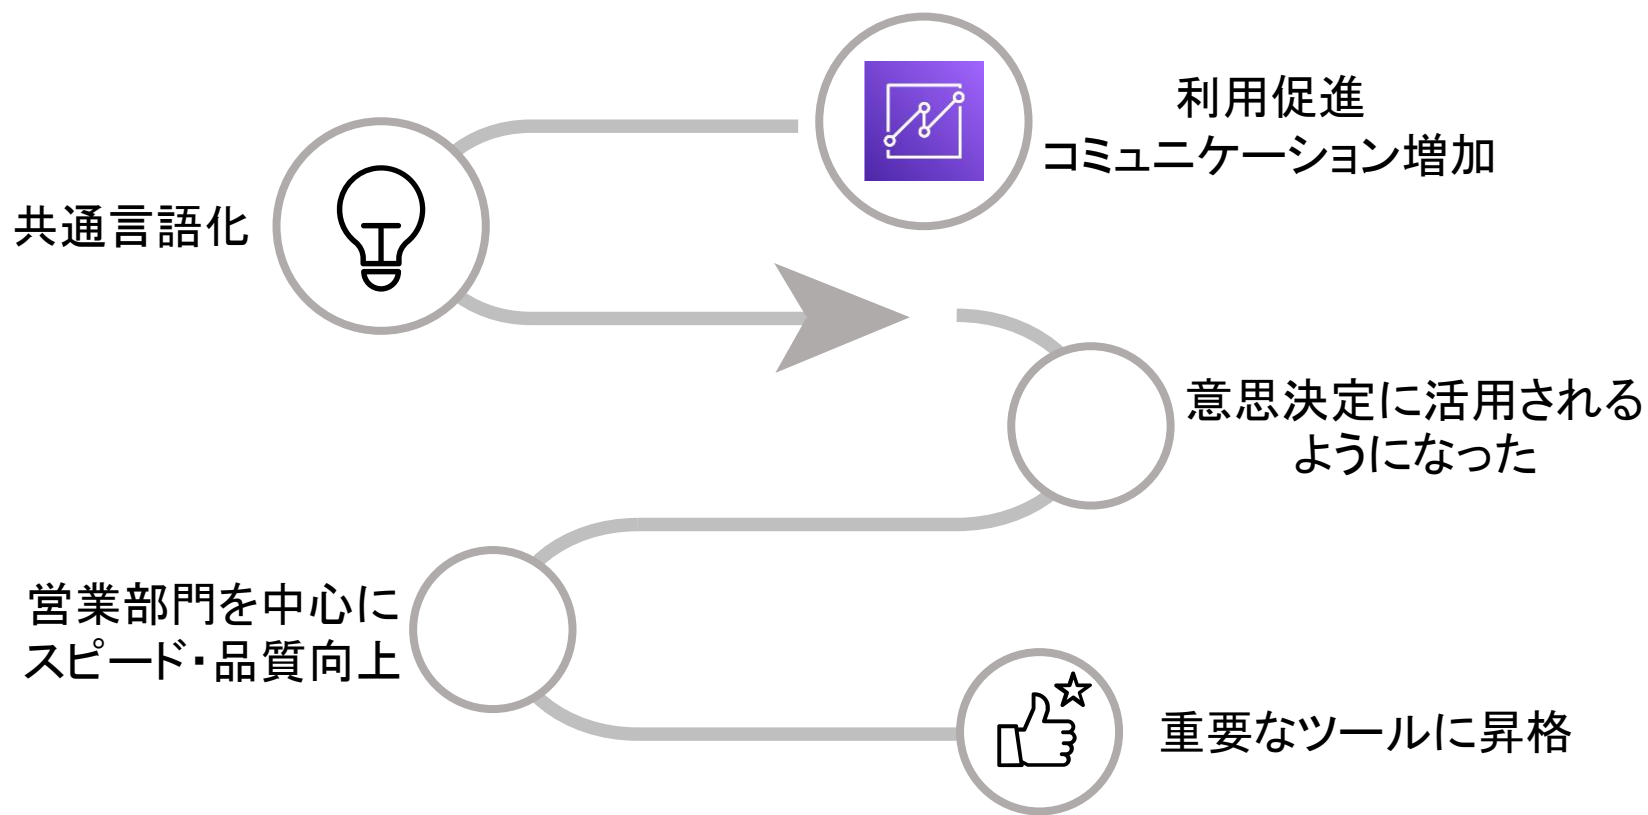 利用促進
コミュニケーション増加
共通言語化
意思決定に活用される
ようになった
営業部門を中心に
スピード・品質向上
重要なツールに昇格